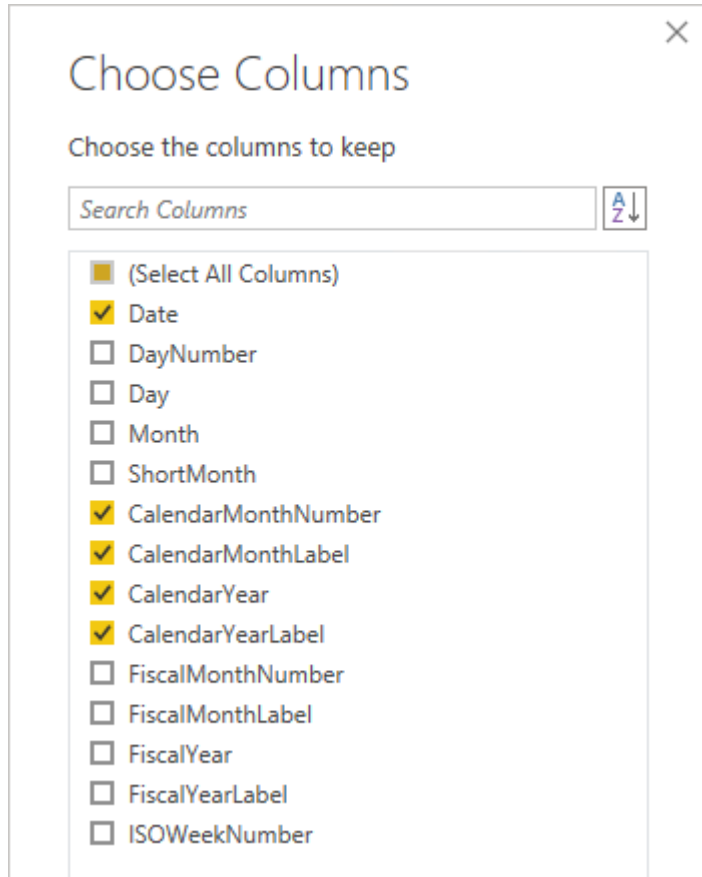 Choose Columns
Choose the columns to keep
Search Columns
A
Z
(Select All Columns)
Date
DayNumber
Day
Month
ShortMonth
CalendarMonthNumber
CalendarMonthLabel
CalendarYear
CalendarYearLabel
FiscalMonthNumber
FiscalMonthLabel
FiscalYear
FiscalYearLabel
ISOWeekNumber